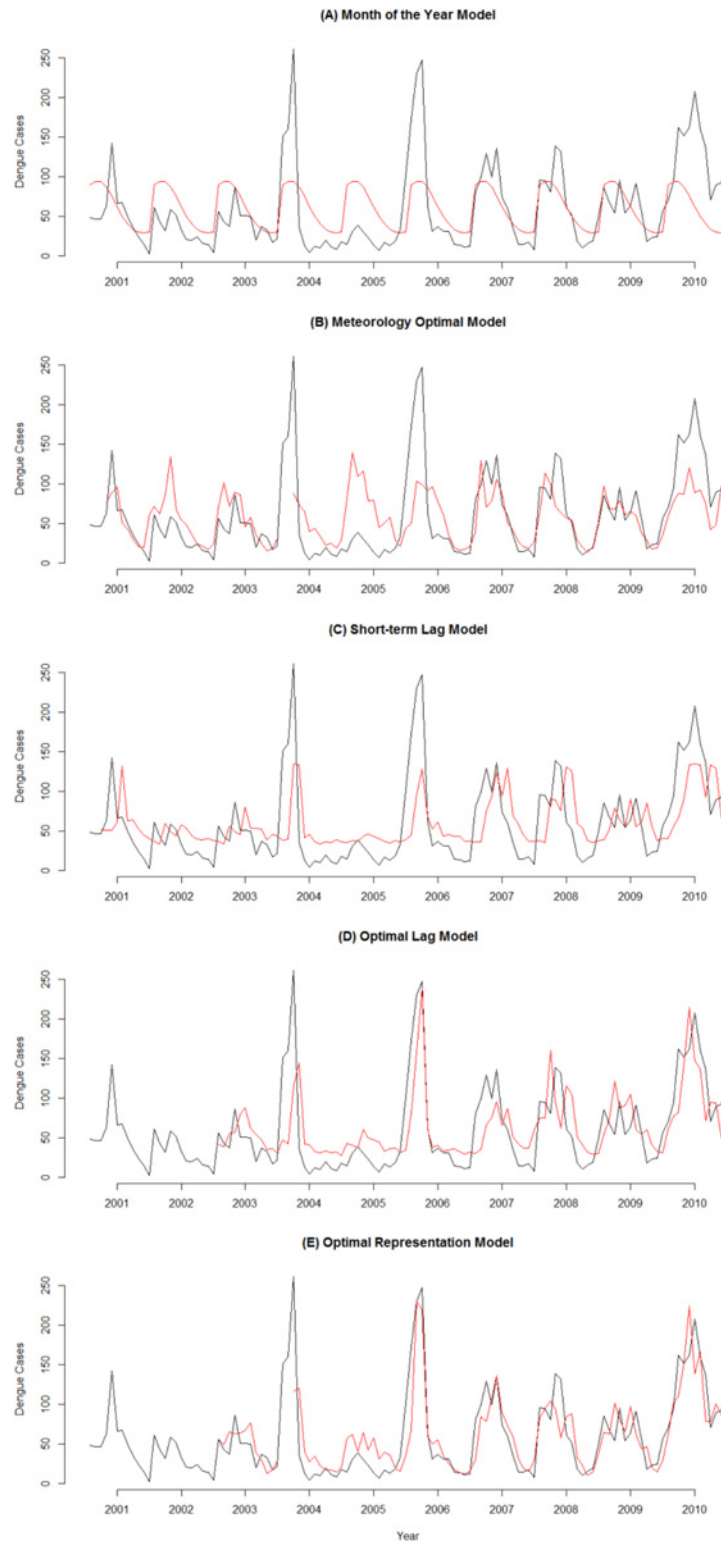 (A) Month of the Year Model
Dengue Cases
0 50 100 150 200 250
2001 2002 2003 2004 2005 2006 2007 2008 2009 2010
(B) Meteorology Optimal Model
Dengue Cases
0 50 100 150 200 250
2001 2002 2003 2004 2005 2006 2007 2008 2009 2010
(C) Short-term Lag Model
Dengue Cases
0 50 100 150 200 250
2001 2002 2003 2004 2005 2006 2007 2008 2009 2010
(D) Optimal Lag Model
Dengue Cases
0 50 100 150 200 250
2001 2002 2003 2004 2005 2006 2007 2008 2009 2010
(E) Optimal Representation Model
Dengue Cases
0 50 100 150 200 250
2001 2002 2003 2004 2005 2006 2007 2008 2009 2010
Year